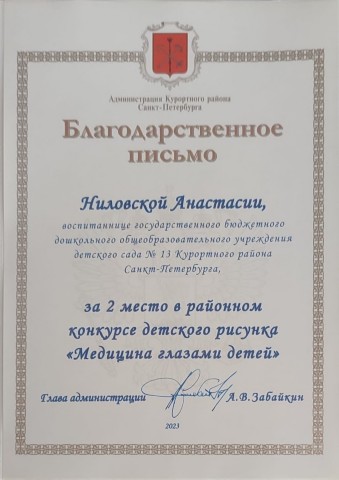 Администрация Курортного района
Санкт-Петербурга
Благодарственное
письмо
Ниловской Анастасии,
воспитаннице государственного бюджетного
дошкольного общеобразовательного учреждения
детского сада № 13 Курортного района
Санкт-Петербурга,
за 2 место в районном
конкурсе детского рисунка
«Медицина глазами детей»
Глава администрации А.В.Забайкин
2023